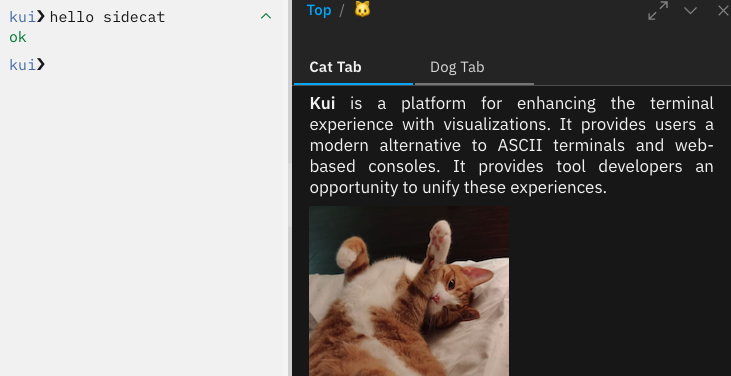 kui❯ hello sidecat
ok
kui❯
Top / 🐱
Cat Tab Dog Tab
Kui is a platform for enhancing the terminal
experience with visualizations. It provides users a
modern alternative to ASCII terminals and web-
based consoles. It provides tool developers an
opportunity to unify these experiences.